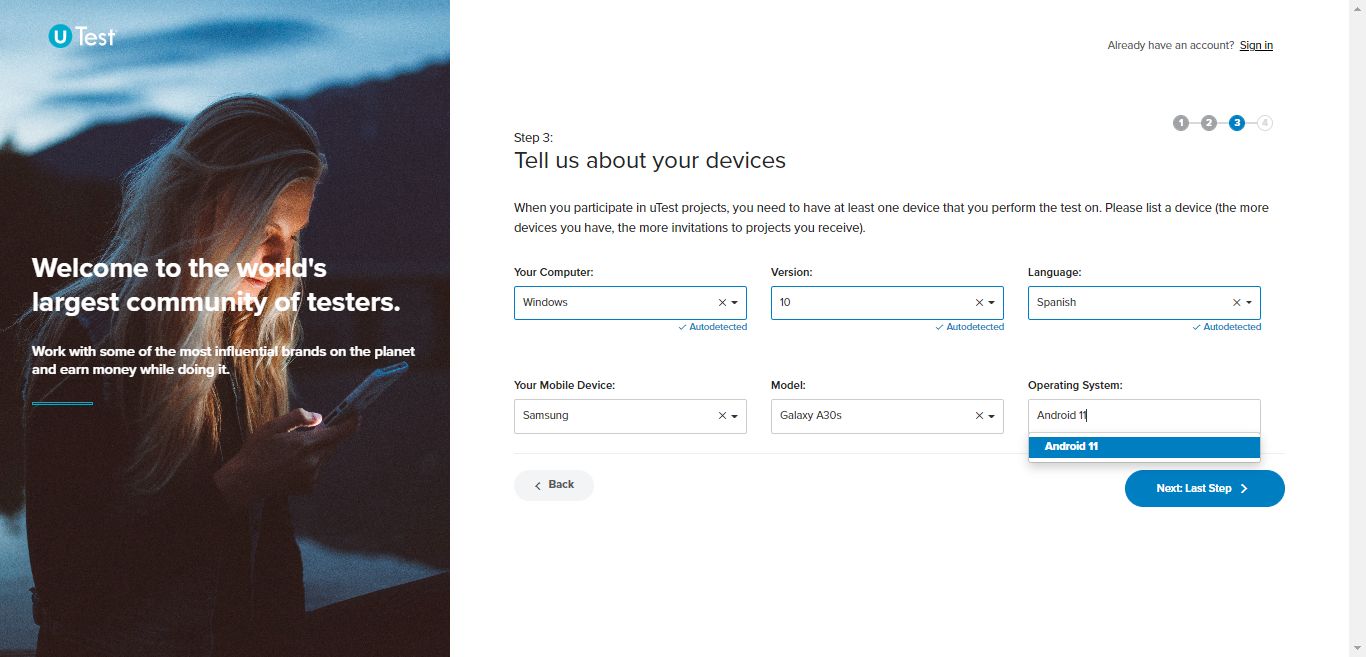 uTest
Already have an account? Sign in
1 2 3 4
Step 3:
Tell us about your devices
When you participate in uTest projects, you need to have at least one device that you perform the test on. Please list a device (the more
devices you have, the more invitations to projects you receive).
Welcome to the world's
largest community of testers.
Work with some of the most influential brands on the planet
and earn money while doing it.
Your Computer: Version: Language:
Windows 10 Spanish
Autodetected Autodetected Autodetected
Your Mobile Device: Model: Operating System:
Samsung Galaxy A30s Android 11
Android 11
Back
Next: Last Step